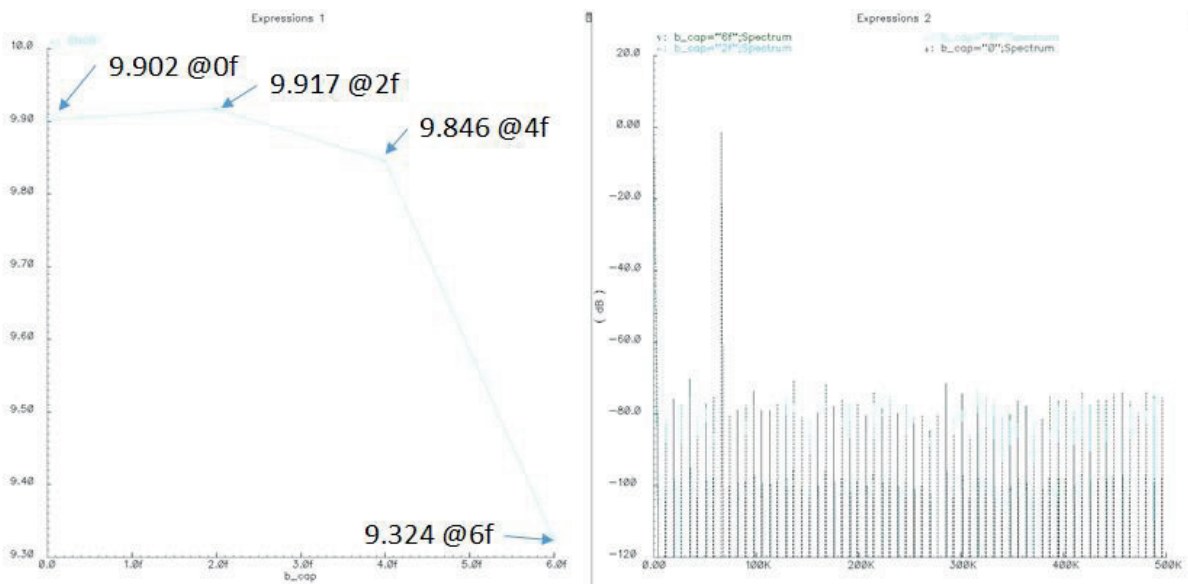 Expressions 1
10.0
9.90
9.80
9.70
9.60
9.50
9.40
9.30
9.902 @0f
9.917 @2f
9.846 @4f
9.324 @6f
0.0
1.0f
2.0f
3.0f
4.0f
5.0f
6.0f
b_cap
Expressions 2
b_cap="6f";Spectrum
b_cap="2f";Spectrum
b_cap="0";Spectrum
20.0
0.00
-20.0
-40.0
-60.0
-80.0
-100
-120
( dB )
0.00
100K
200K
300K
400K
500K